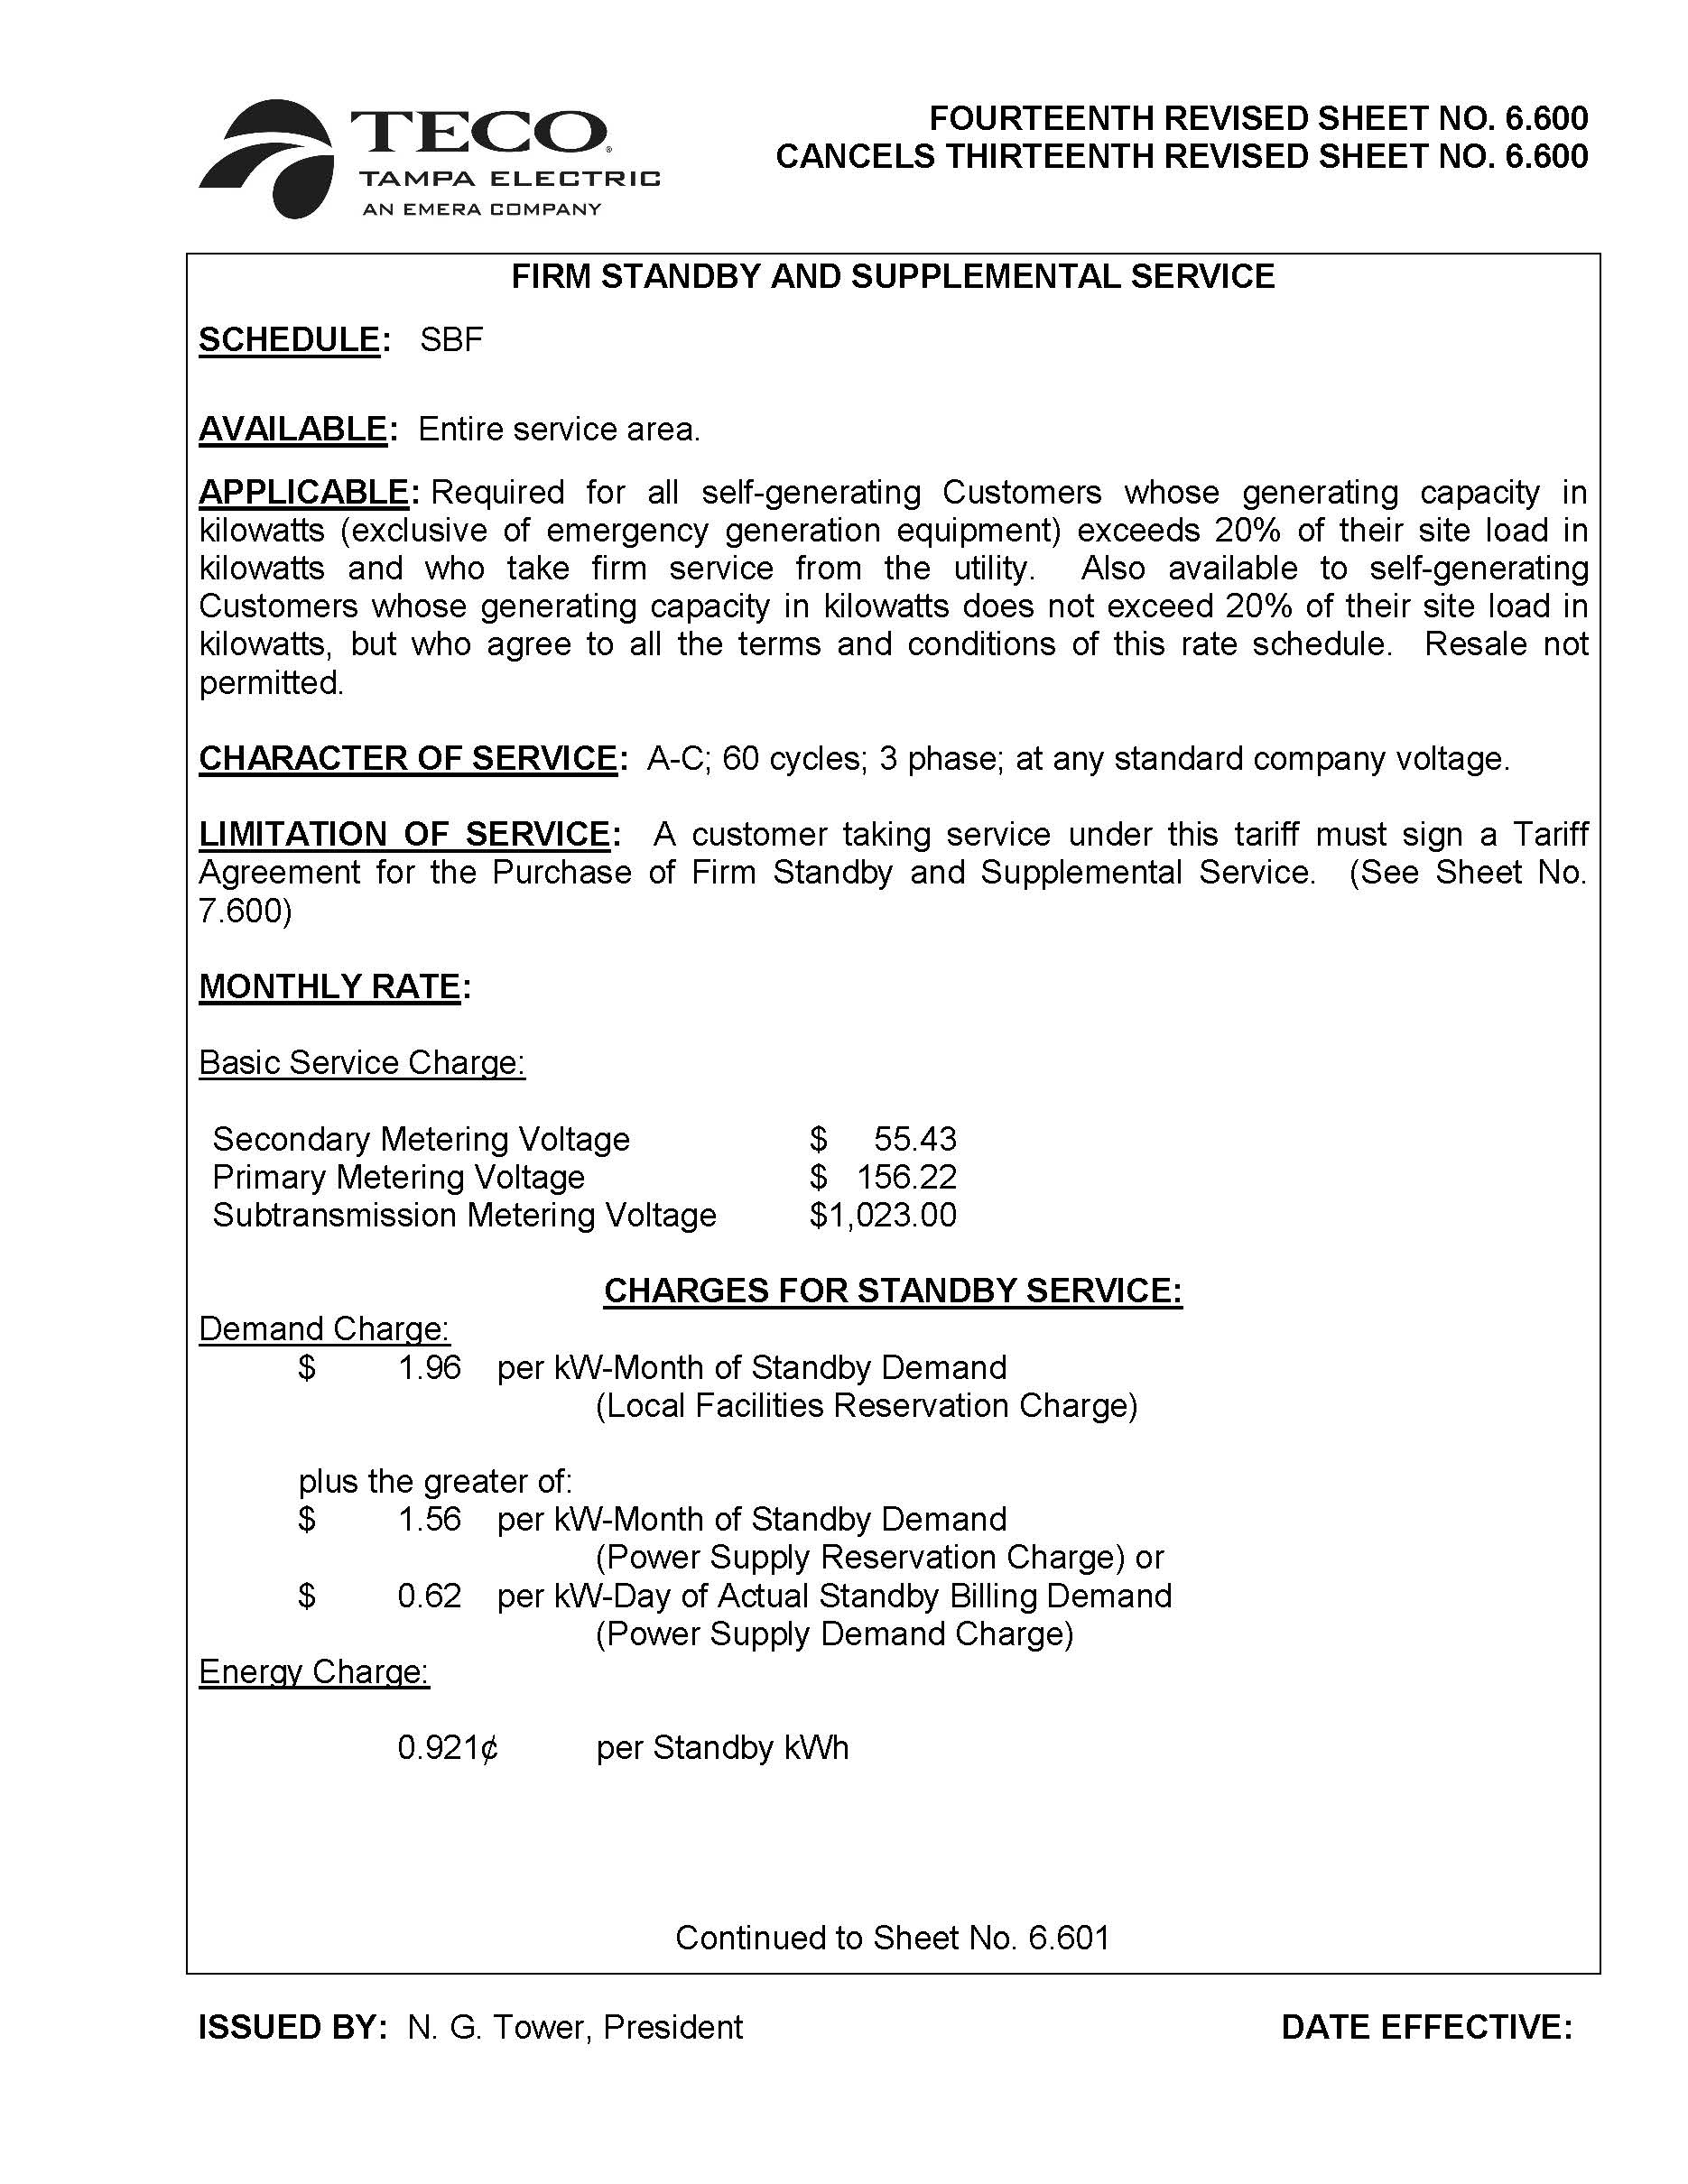 TECO®
TAMPA ELECTRIC
AN EMERA COMPANY
FOURTEENTH REVISED SHEET NO. 6.600
CANCELS THIRTEENTH REVISED SHEET NO. 6.600
FIRM STANDBY AND SUPPLEMENTAL SERVICE
SCHEDULE: SBF
AVAILABLE: Entire service area.
APPLICABLE: Required for all self-generating Customers whose generating capacity in
kilowatts (exclusive of emergency generation equipment) exceeds 20% of their site load in
kilowatts and who take firm service from the utility. Also available to self-generating
Customers whose generating capacity in kilowatts does not exceed 20% of their site load in
kilowatts, but who agree to all the terms and conditions of this rate schedule. Resale not
permitted.
CHARACTER OF SERVICE: A-C; 60 cycles; 3 phase; at any standard company voltage.
LIMITATION OF SERVICE: A customer taking service under this tariff must sign a Tariff
Agreement for the Purchase of Firm Standby and Supplemental Service. (See Sheet No.
7.600)
MONTHLY RATE:
Basic Service Charge:
Secondary Metering Voltage $ 55.43
Primary Metering Voltage $ 156.22
Subtransmission Metering Voltage $1,023.00
CHARGES FOR STANDBY SERVICE:
Demand Charge:
$ 1.96 per kW-Month of Standby Demand
(Local Facilities Reservation Charge)
plus the greater of:
$ 1.56 per kW-Month of Standby Demand
(Power Supply Reservation Charge) or
$ 0.62 per kW-Day of Actual Standby Billing Demand
(Power Supply Demand Charge)
Energy Charge:
0.921¢ per Standby kWh
Continued to Sheet No. 6.601
ISSUED BY: N. G. Tower, President
DATE EFFECTIVE: